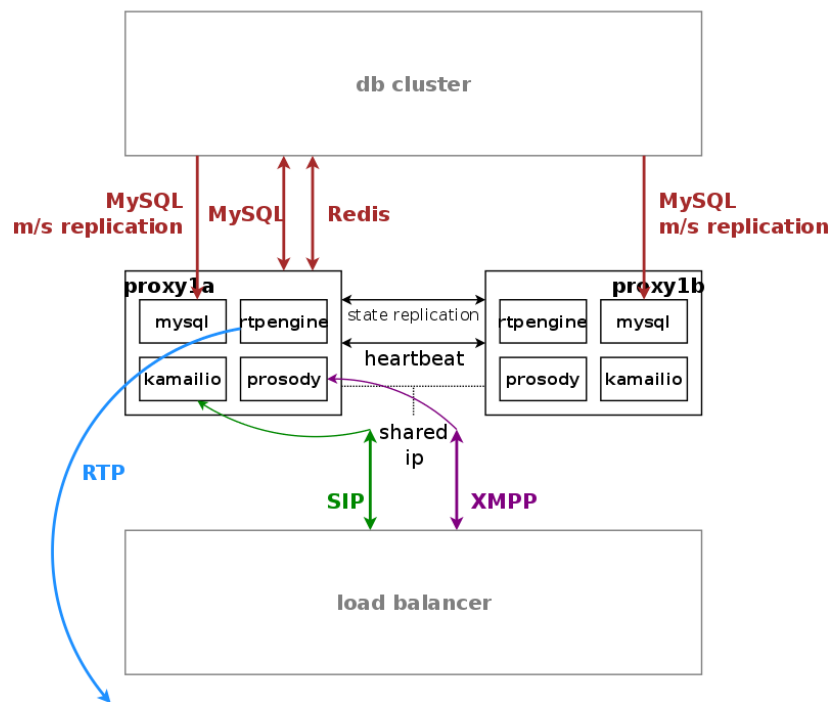 db cluster
MySQL
m/s replication
MySQL
Redis
MySQL
m/s replication
proxy1a
proxy1b
mysql
rtpengine
state replication
rtpengine
mysql
heartbeat
kamailio
prosody
prosody
kamailio
shared
ip
RTP
SIP
XMPP
load balancer